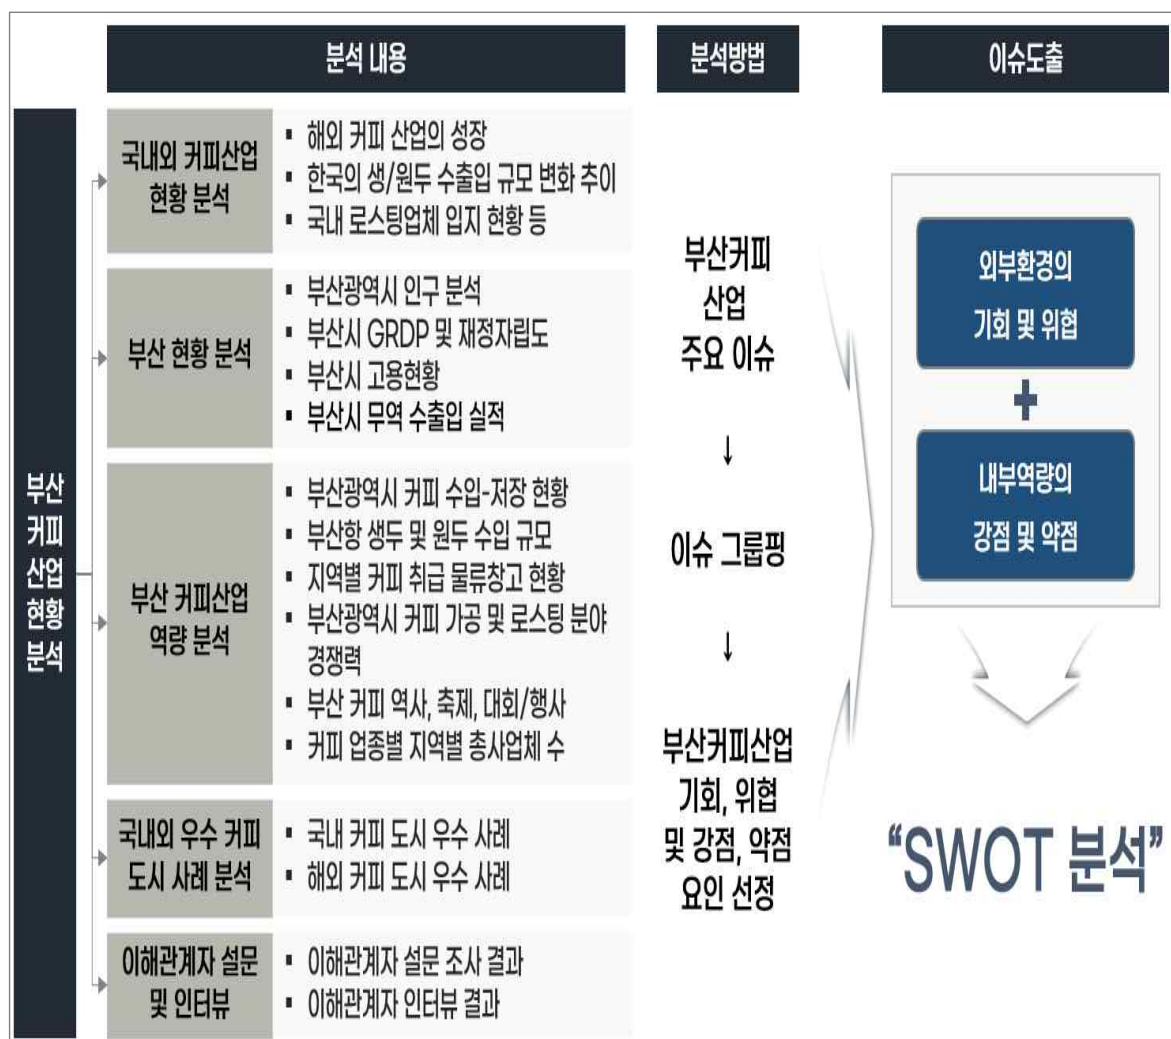 분석 내용
분석방법
이슈도출
부산
커피
산업
현황
분석
국내외 커피산업
현황 분석
▪ 해외 커피 산업의 성장
▪ 한국의 생/원두 수출입 규모 변화 추이
▪ 국내 로스팅업체 입지 현황 등
부산 현황 분석
▪ 부산광역시 인구 분석
▪ 부산시 GRDP 및 재정자립도
▪ 부산시 고용현황
▪ 부산시 무역 수출입 실적
부산 커피산업
역량 분석
▪ 부산광역시 커피 수입-저장 현황
▪ 부산항 생두 및 원두 수입 규모
▪ 지역별 커피 취급 물류창고 현황
▪ 부산광역시 커피 가공 및 로스팅 분야
경쟁력
▪ 부산 커피 역사, 축제, 대회/행사
▪ 커피 업종별 지역별 총사업체 수
국내외 우수 커피
도시 사례 분석
▪ 국내 커피 도시 우수 사례
▪ 해외 커피 도시 우수 사례
이해관계자 설문
및 인터뷰
▪ 이해관계자 설문 조사 결과
▪ 이해관계자 인터뷰 결과
부산커피
산업
주요 이슈
↓
이슈 그룹핑
↓
부산커피산업
기회, 위협
및 강점, 약점
요인 선정
외부환경의
기회 및 위협
+
내부역량의
강점 및 약점
“SWOT 분석”